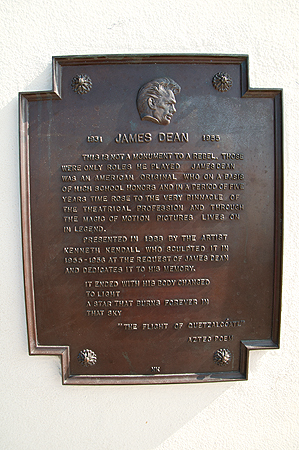 1931 JAMES DEAN 1955
THIS IS NOT A MONUMENT TO A REBEL. THOSE
WERE ONLY ROLES HE PLAYED. JAMES DEAN
WAS AN AMERICAN ORIGINAL WHO ON A BASIS
OF HIGH SCHOOL HONORS AND IN A PERIOD OF FIVE
YEARS TIME ROSE TO THE VERY PINNACLE OF
THE THEATRICAL PROFESSION AND THROUGH
THE MAGIC OF MOTION PICTURES LIVES ON
IN LEGEND.
PRESENTED IN 1988 BY THE ARTIST
KENNETH KENDALL WHO SCULPTED IT IN
1955-1956 AT THE REQUEST OF JAMES DEAN
AND DEDICATES IT TO HIS MEMORY.
IT ENDED WITH HIS BODY CHANGED
TO LIGHT
A STAR THAT BURNS FOREVER IN
THAT SKY
"THE FLIGHT OF QUETZALCOATL"
AZTEC POEM